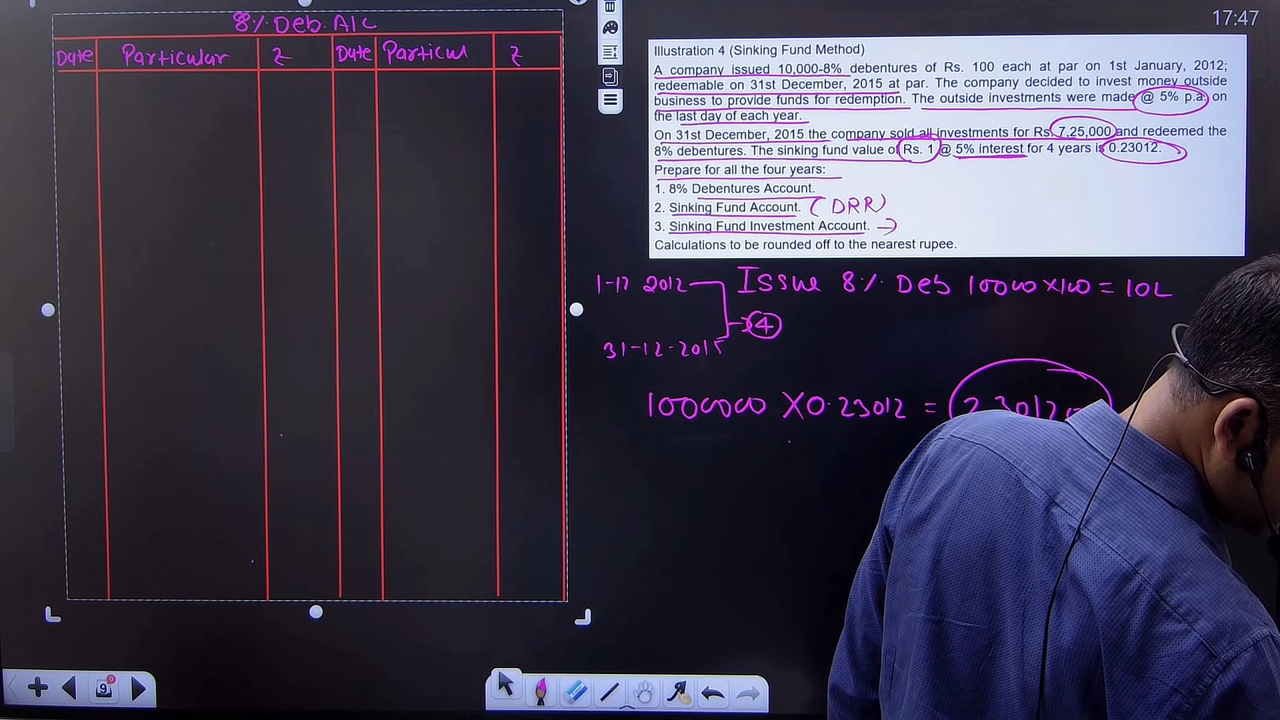 17:47
8% Deb. A/c
Date Particular ₹ Date Particul ₹
Illustration 4 (Sinking Fund Method)
A company issued 10,000-8% debentures of Rs. 100 each at par on 1st January, 2012;
redeemable on 31st December, 2015 at par. The company decided to invest money outside
business to provide funds for redemption. The outside investments were made @ 5% p.a. on
the last day of each year.
On 31st December, 2015 the company sold all investments for Rs. 7,25,000 and redeemed the
8% debentures. The sinking fund value of Rs. 1 @ 5% interest for 4 years is 0.23012.
Prepare for all the four years:
1. 8% Debentures Account.
2. Sinking Fund Account. (DRR)
3. Sinking Fund Investment Account. →
Calculations to be rounded off to the nearest rupee.
Issue 8% Deb 10000 × 100 = 10L
2012
4
31-12-2015
1000000 × 0.23012 =
9